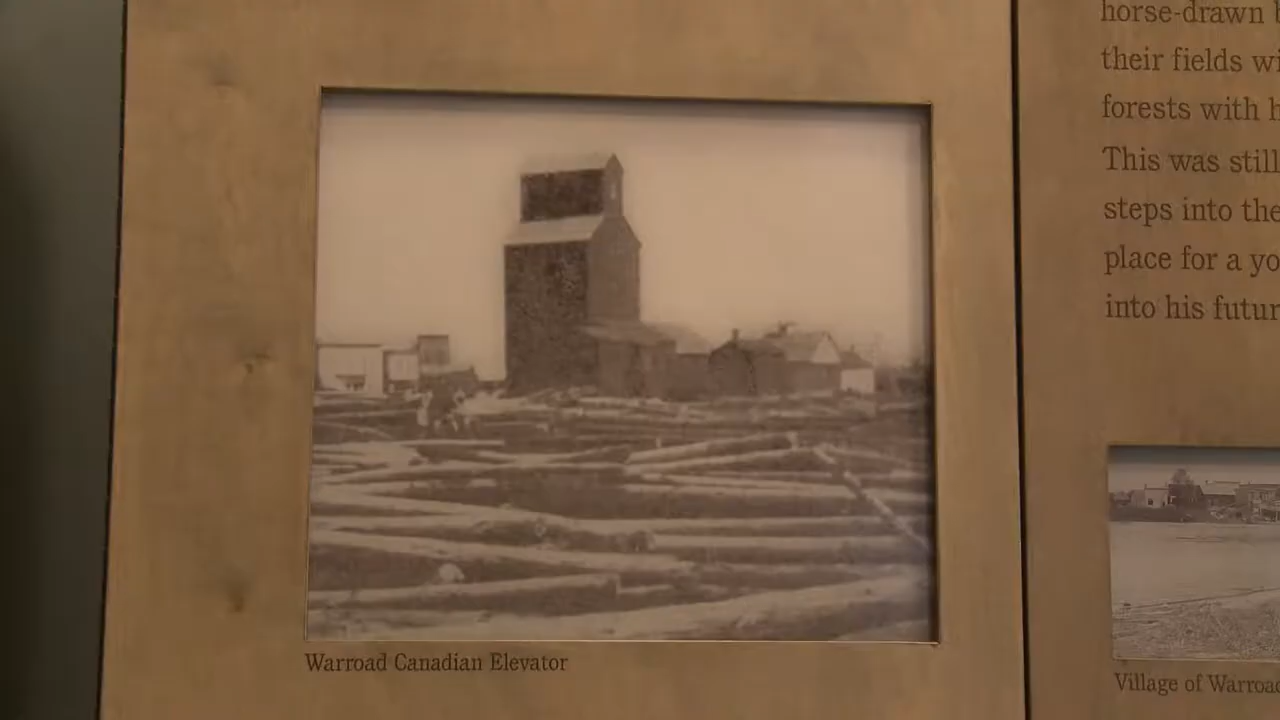 Warroad Canadian Elevator
horse-drawn
their fields
forests with
This was still
steps into the
place for a
into his
Village of Warroad